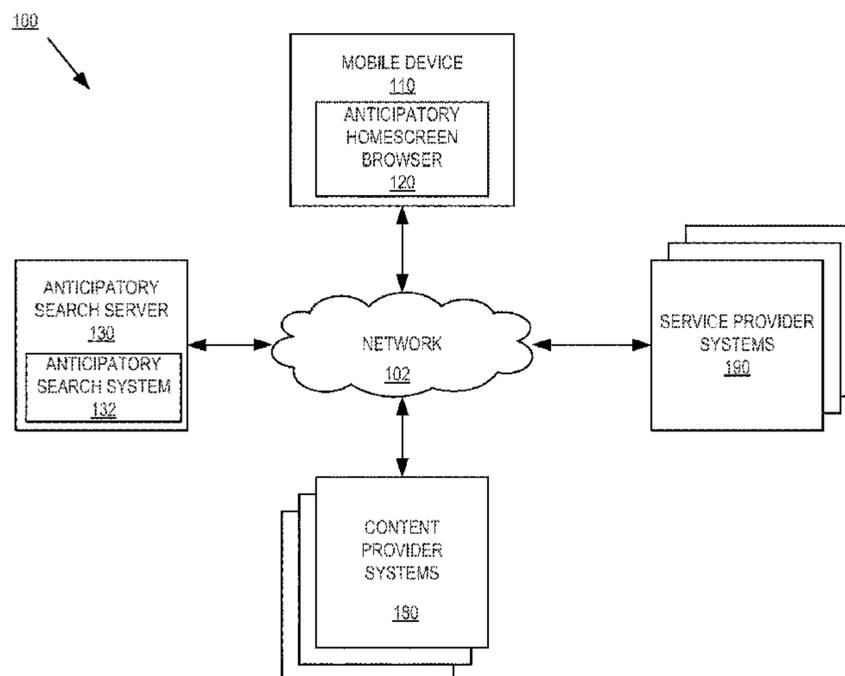 100
MOBILE DEVICE
110
ANTICIPATORY
HOMESCREEN
BROWSER
120
ANTICIPATORY
SEARCH SERVER
130
ANTICIPATORY
SEARCH SYSTEM
132
NETWORK
102
SERVICE PROVIDER
SYSTEMS
190
CONTENT
PROVIDER
SYSTEMS
180